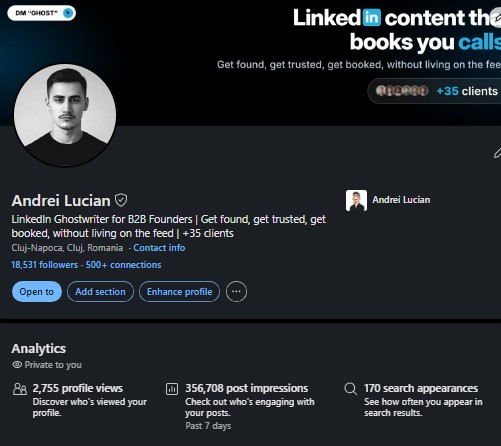 DM "GHOST"
Linked in content th
books you calls
Get found, get trusted, get booked, without living on the fee
+35 clients
Andrei Lucian
Andrei Lucian
LinkedIn Ghostwriter for B2B Founders | Get found, get trusted, get
booked, without living on the feed | +35 clients
Cluj-Napoca, Cluj, Romania · Contact info
18,531 followers · 500+ connections
Open to
Add section
Enhance profile
Analytics
Private to you
2,755 profile views
Discover who's viewed your
profile.
356,708 post impressions
Check out who's engaging with
your posts.
Past 7 days
170 search appearances
See how often you appear in
search results.